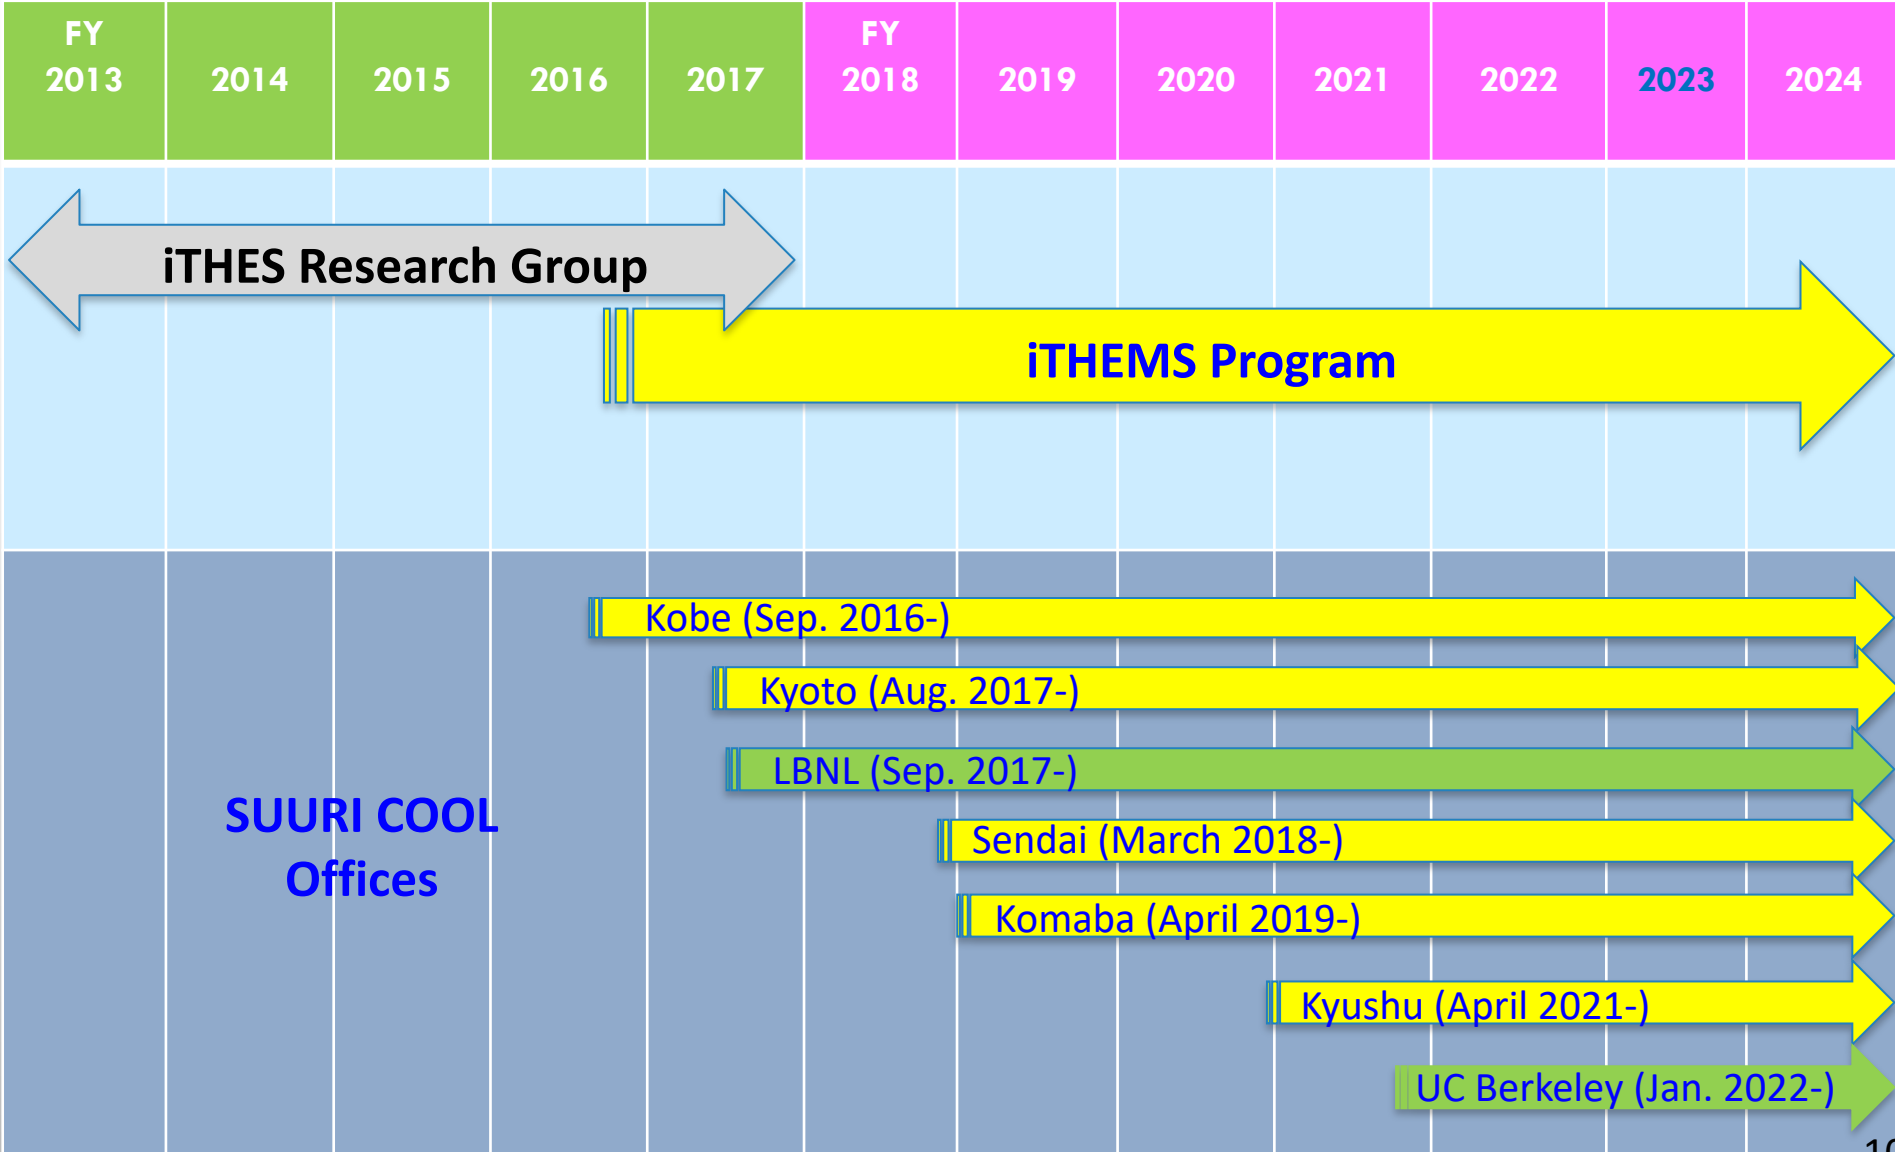 FY
2013
2014
2015
2016
2017
FY
2018
2019
2020
2021
2022
2023
2024
iTHES Research Group
iTHEMS Program
SUURI COOL
Offices
Kobe (Sep. 2016-)
Kyoto (Aug. 2017-)
LBNL (Sep. 2017-)
Sendai (March 2018-)
Komaba (April 2019-)
Kyushu (April 2021-)
UC Berkeley (Jan. 2022-)